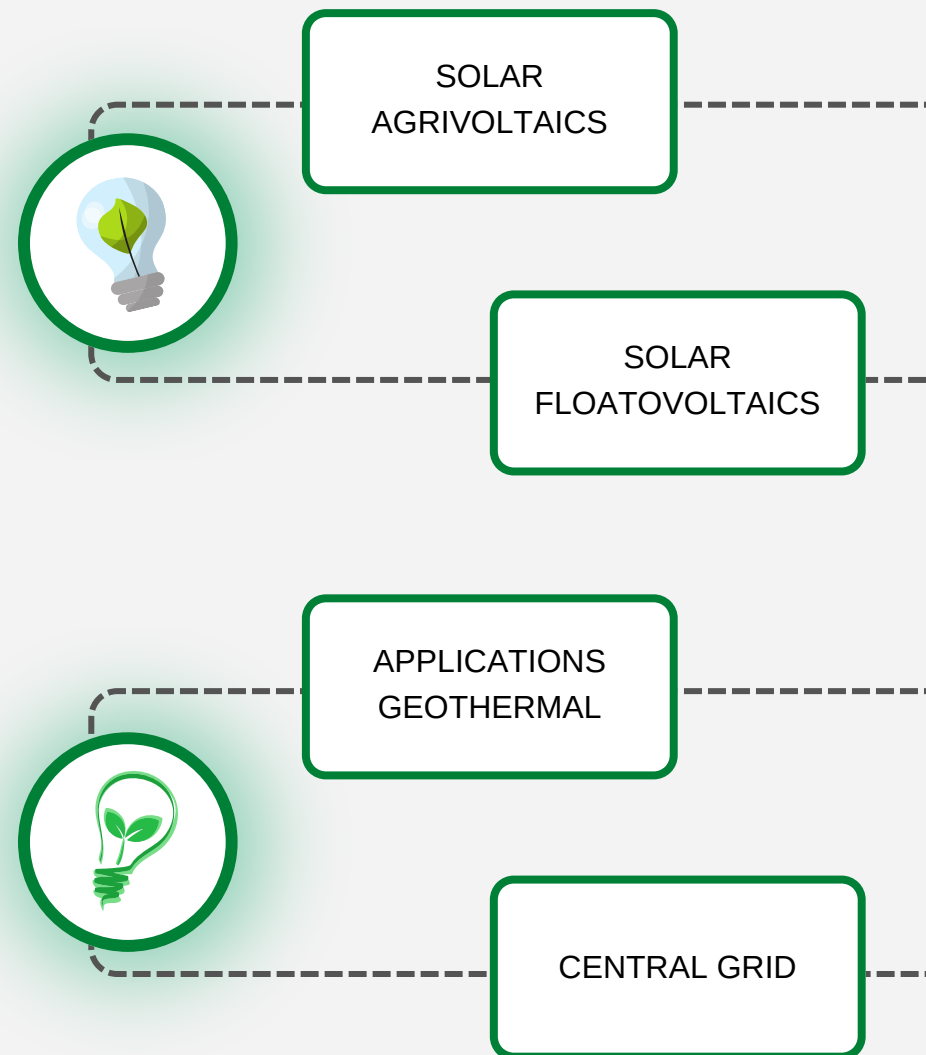 SOLAR
AGRIVOLTAICS
SOLAR
FLOATOVOLTAICS
APPLICATIONS
GEOTHERMAL
CENTRAL GRID